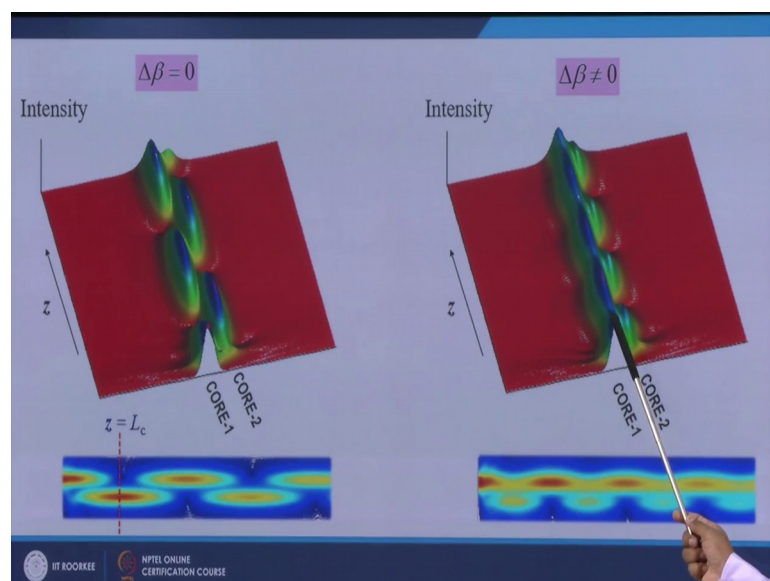 Δβ = 0
Intensity
z
CORE-1
CORE-2
z = Lc
Δβ ≠ 0
Intensity
z
CORE-1
CORE-2
IIT ROORKEE
NPTEL ONLINE
CERTIFICATION COURSE